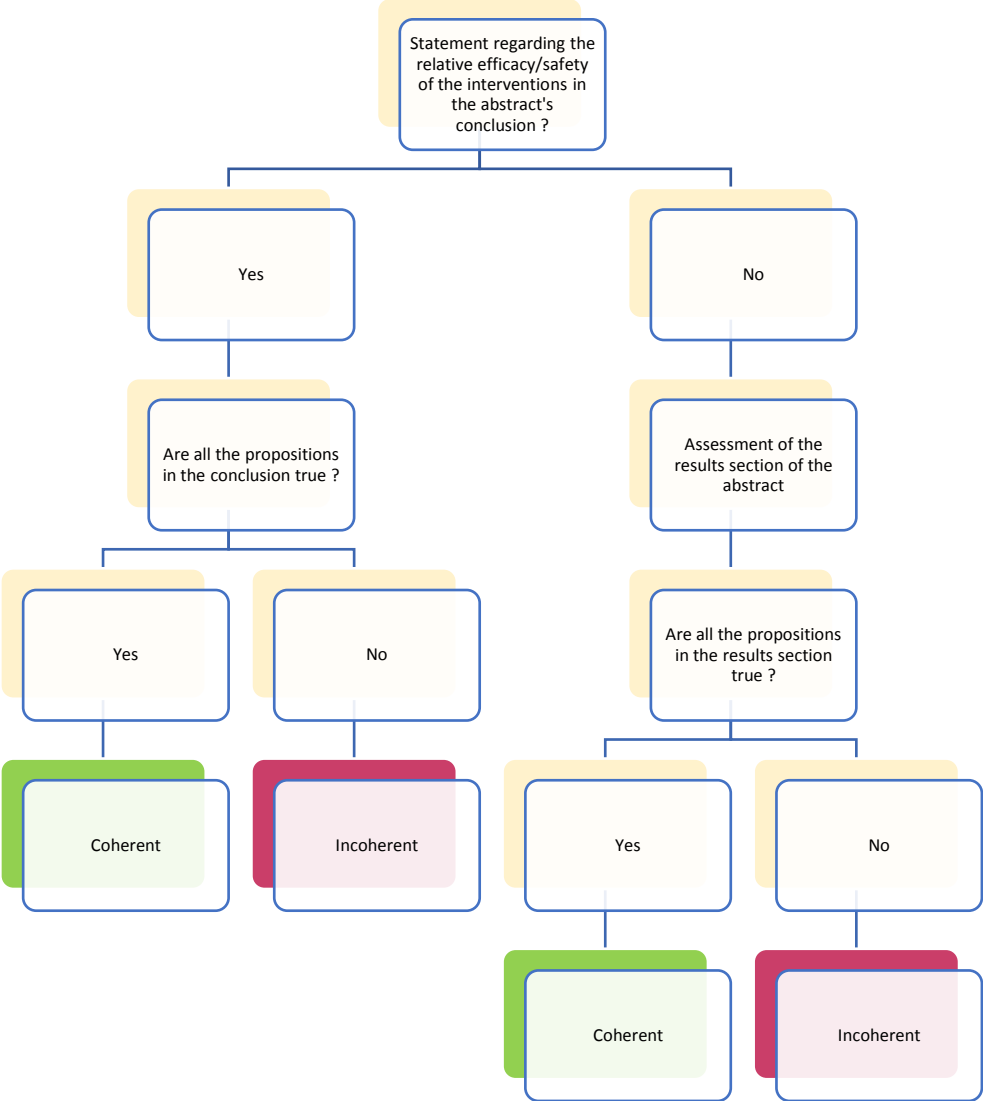 Statement regarding the
relative efficacy/safety
of the interventions in
the abstract's
conclusion ?
Yes
No
Are all the propositions
in the conclusion true ?
Assessment of the
results section of the
abstract
Yes
No
Are all the propositions
in the results section
true ?
Coherent
Incoherent
Yes
No
Coherent
Incoherent